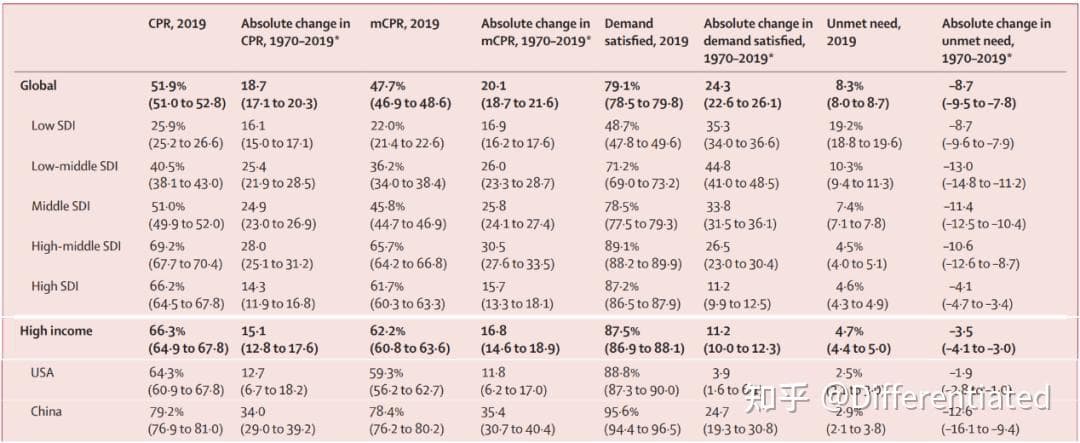 CPR, 2019 Absolute change in CPR, 1970–2019* mCPR, 2019 Absolute change in mCPR, 1970–2019* Demand satisfied, 2019 Absolute change in demand satisfied, 1970–2019* Unmet need, 2019 Absolute change in unmet need, 1970–2019*
Global 51·9% 18·7 47·7% 20·1 79·1% 24·3 8·3% –8·7
(51·0 to 52·8) (17·1 to 20·3) (46·9 to 48·6) (18·7 to 21·6) (78·5 to 79·8) (22·6 to 26·1) (8·0 to 8·7) (–9·5 to –7·8)
Low SDI 25·9% 16·1 22·0% 16·9 48·7% 35·3 19·2% –8·7
(25·2 to 26·6) (15·0 to 17·1) (21·4 to 22·6) (16·2 to 17·6) (47·8 to 49·6) (34·0 to 36·6) (18·8 to 19·6) (–9·6 to –7·9)
Low-middle SDI 40·5% 25·4 36·2% 26·0 71·2% 44·8 10·3% –13·0
(38·1 to 43·0) (21·9 to 28·5) (34·0 to 38·4) (23·3 to 28·7) (69·0 to 73·2) (41·0 to 48·5) (9·4 to 11·3) (–14·8 to –11·2)
Middle SDI 51·0% 24·9 45·8% 25·8 78·5% 33·8 7·4% –11·4
(49·9 to 52·0) (23·0 to 26·9) (44·7 to 46·9) (24·1 to 27·4) (77·5 to 79·3) (31·5 to 36·1) (7·1 to 7·8) (–12·5 to –10·4)
High-middle SDI 69·2% 28·0 65·7% 30·5 89·1% 26·5 4·5% –10·6
(67·7 to 70·4) (25·1 to 31·2) (64·2 to 66·8) (27·6 to 33·5) (88·2 to 89·9) (23·0 to 30·4) (4·0 to 5·1) (–12·6 to –8·7)
High SDI 66·2% 14·3 61·7% 15·7 87·2% 11·2 4·6% –4·1
(64·5 to 67·8) (11·9 to 16·8) (60·3 to 63·3) (13·3 to 18·1) (86·5 to 87·9) (9·9 to 12·5) (4·3 to 4·9) (–4·7 to –3·4)
High income 66·3% 15·1 62·2% 16·8 87·5% 11·2 4·7% –3·5
(64·9 to 67·8) (12·8 to 17·6) (60·8 to 63·6) (14·6 to 18·9) (86·9 to 88·1) (10·0 to 12·3) (4·4 to 5·0) (–4·1 to –3·0)
USA 64·3% 12·7 59·3% 11·8 88·8% 3·9 2·5% –1·9
(60·9 to 67·8) (6·7 to 18·2) (56·2 to 62·7) (6·2 to 17·0) (87·3 to 90·0) (1·6 to
China 79·2% 34·0 78·4% 35·4 95·6% 24·7 2·9% –12·6
(76·9 to 81·0) (29·0 to 39·2) (76·2 to 80·2) (30·7 to 40·4) (94·4 to 96·5) (19·3 to 30·8) (2·1 to 3·8) (–16·1 to –9·4)
知乎 @Differentiated